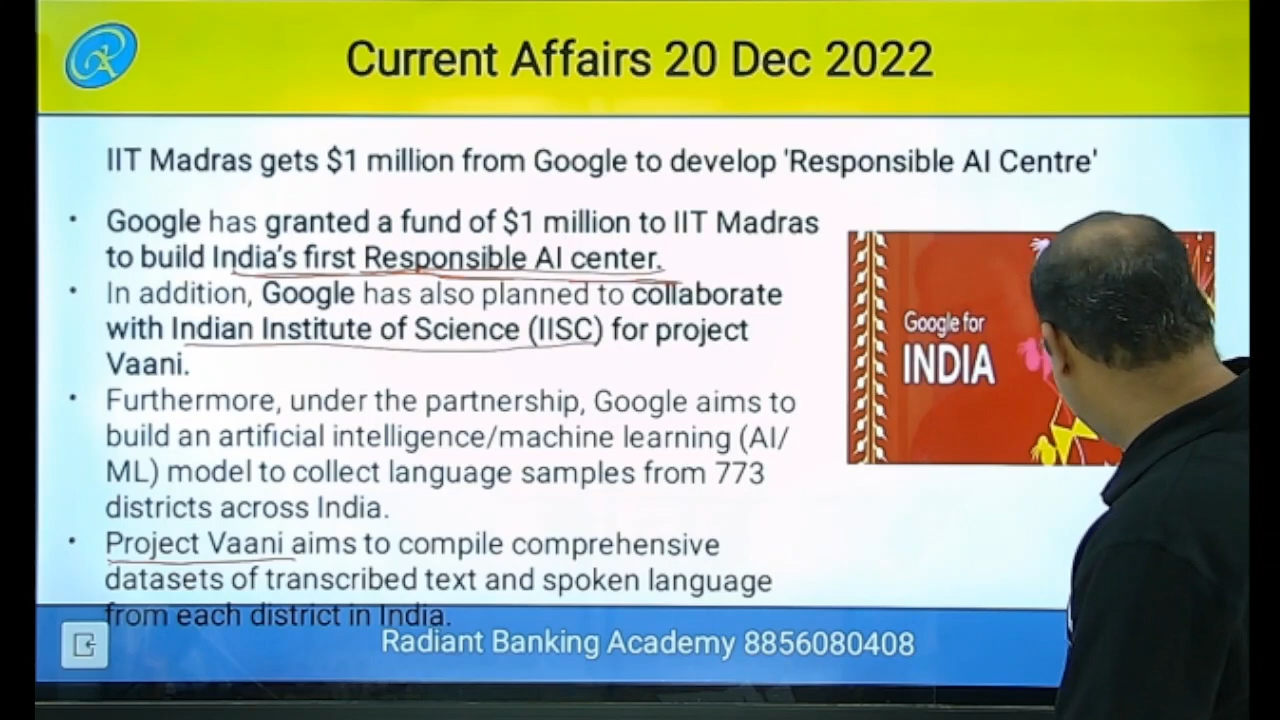 Current Affairs 20 Dec 2022
IIT Madras gets $1 million from Google to develop 'Responsible AI Centre'
• Google has granted a fund of $1 million to IIT Madras
to build India's first Responsible AI center.
• In addition, Google has also planned to collaborate
with Indian Institute of Science (IISC) for project
Vaani.
• Furthermore, under the partnership, Google aims to
build an artificial intelligence/machine learning (AI/
ML) model to collect language samples from 773
districts across India.
• Project Vaani aims to compile comprehensive
datasets of transcribed text and spoken language
from each district in India.
Google for
INDIA
Radiant Banking Academy 8856080408